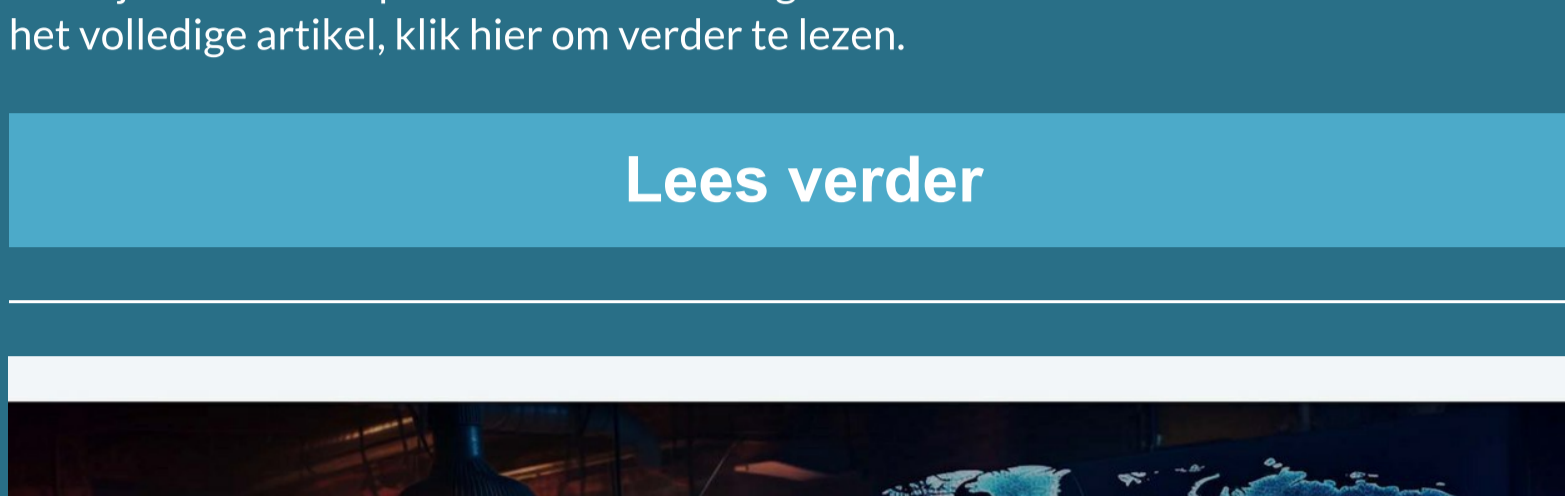 het volledige artikel, klik hier om verder te lezen.
Lees verder